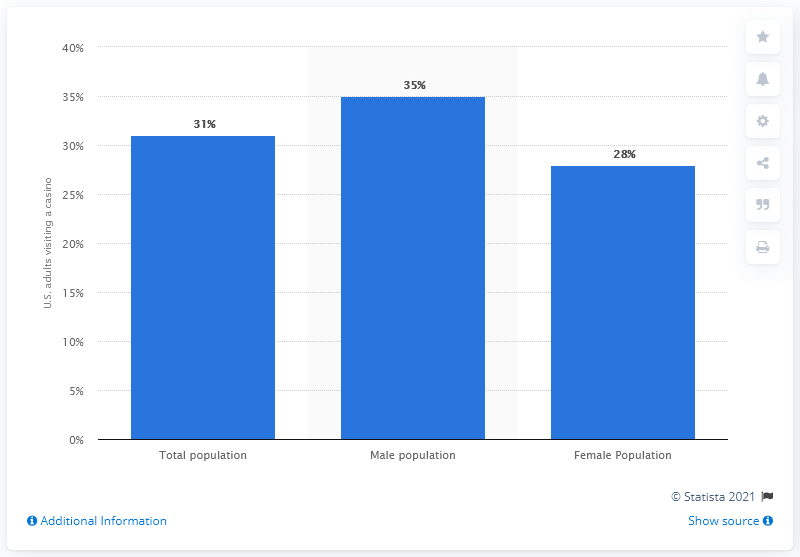 40%
35%
30%
25%
20%
15%
10%
5%
0%
U.S. adults visiting a casino
31%
35%
28%
Total population
Male population
Female Population
© Statista 2021
Additional Information
Show source